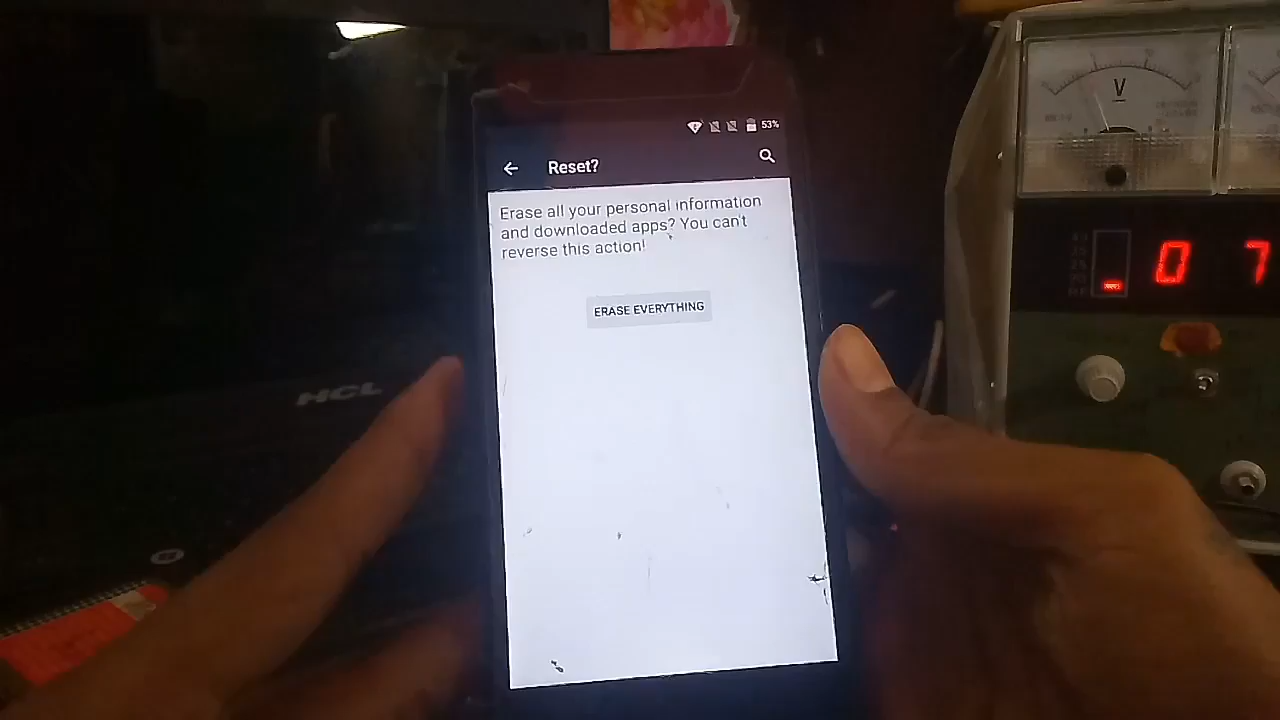 53%
Reset?
Erase all your personal information
and downloaded apps? You can't
reverse this action!
ERASE EVERYTHING
HCL
V
0 7